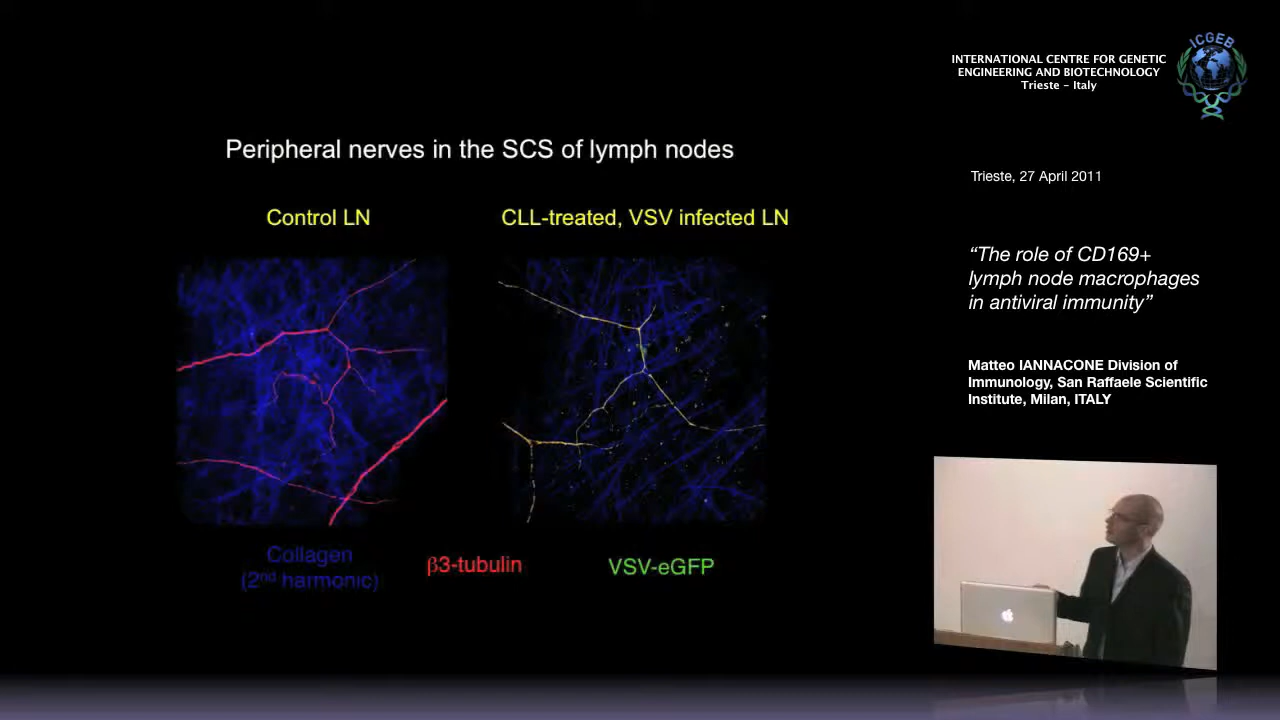 ICGEB
INTERNATIONAL CENTRE FOR GENETIC
ENGINEERING AND BIOTECHNOLOGY
Trieste – Italy
Peripheral nerves in the SCS of lymph nodes
Control LN
CLL-treated, VSV infected LN
Collagen
(2nd harmonic)
β3-tubulin
VSV-eGFP
Trieste, 27 April 2011
“The role of CD169+
lymph node macrophages
in antiviral immunity”
Matteo IANNACONE Division of
Immunology, San Raffaele Scientific
Institute, Milan, ITALY